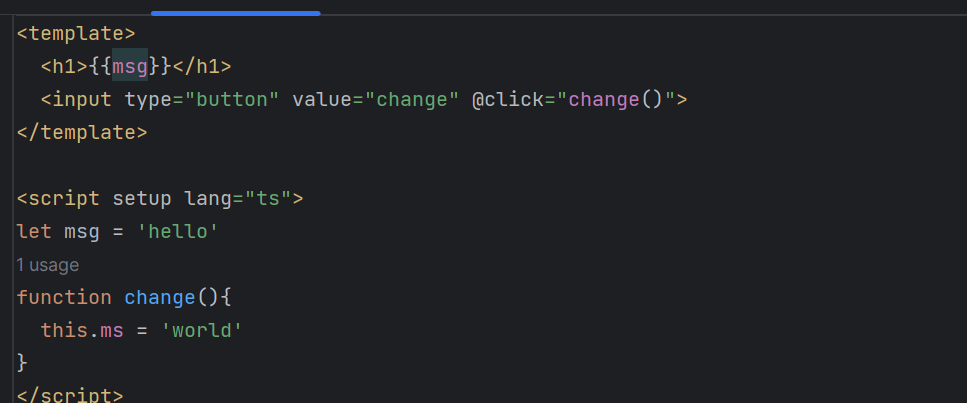 <template>
  <h1>{{msg}}</h1>
  <input type="button" value="change" @click="change()">
</template>

<script setup lang="ts">
let msg = 'hello'
1 usage
function change(){
  this.ms = 'world'
}
</script>